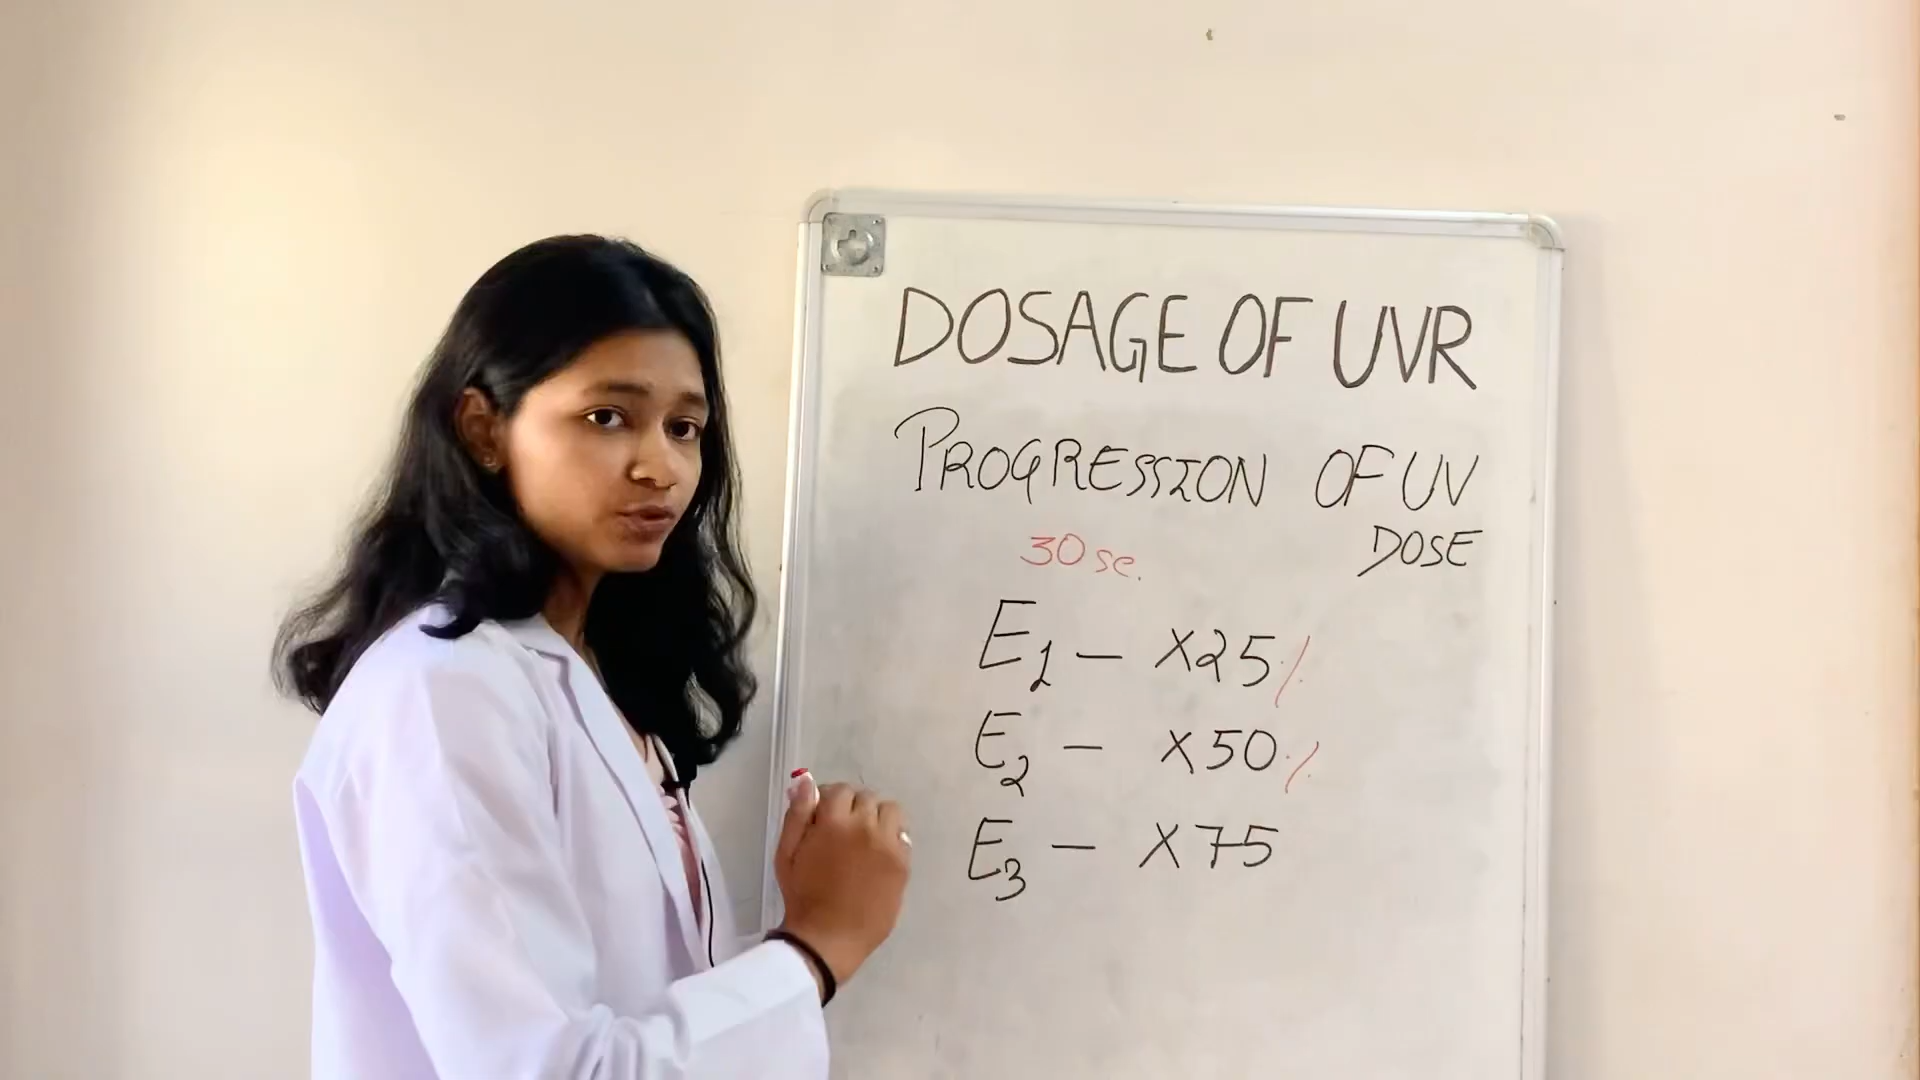 DOSAGE OF UVR
PROGRESSION OF UV
DOSE
30 se.
E1 - X25%
E2 - X50%
E3 - X75